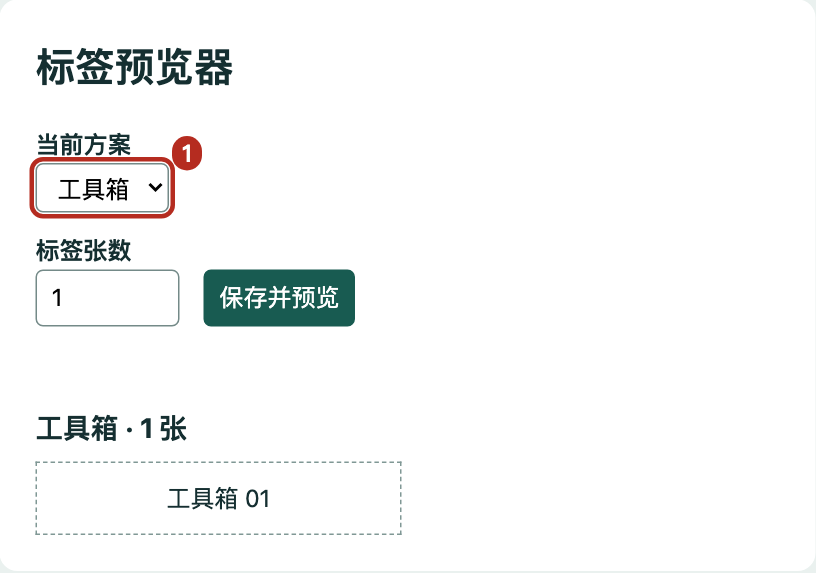 标签预览器
当前方案
1
工具箱
标签张数
1 保存并预览
工具箱 · 1 张
工具箱 01